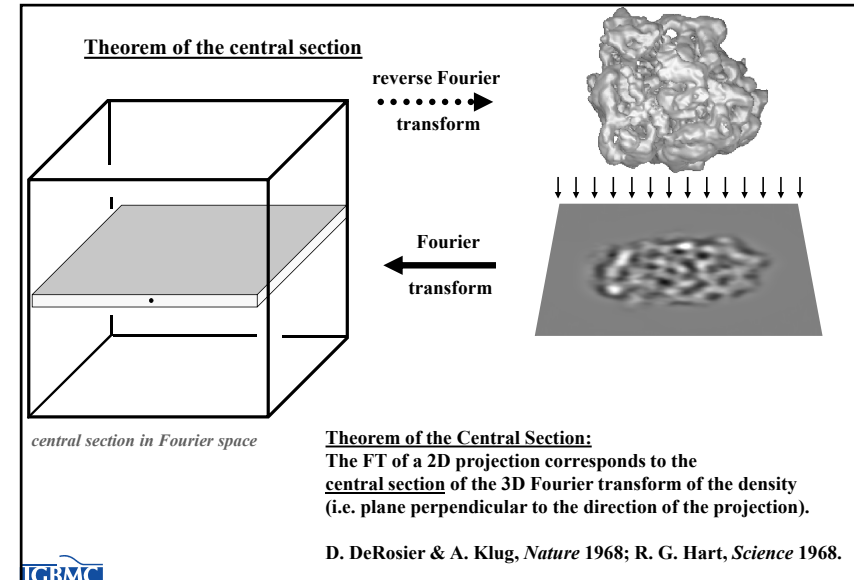 Theorem of the central section
reverse Fourier
transform
Fourier
transform
central section in Fourier space
Theorem of the Central Section:
The FT of a 2D projection corresponds to the
central section of the 3D Fourier transform of the density
(i.e. plane perpendicular to the direction of the projection).
D. DeRosier & A. Klug, Nature 1968; R. G. Hart, Science 1968.
IGBMC